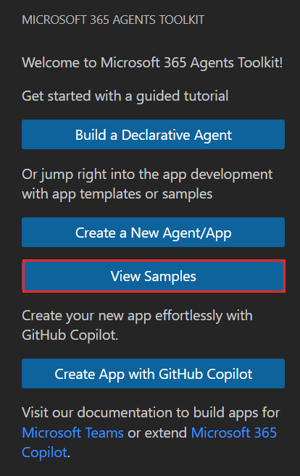 MICROSOFT 365 AGENTS TOOLKIT
Welcome to Microsoft 365 Agents Toolkit!
Get started with a guided tutorial
Build a Declarative Agent
Or jump right into the app development
with app templates or samples
Create a New Agent/App
View Samples
Create your new app effortlessly with
GitHub Copilot.
Create App with GitHub Copilot
Visit our documentation to build apps for
Microsoft Teams or extend Microsoft 365
Copilot.